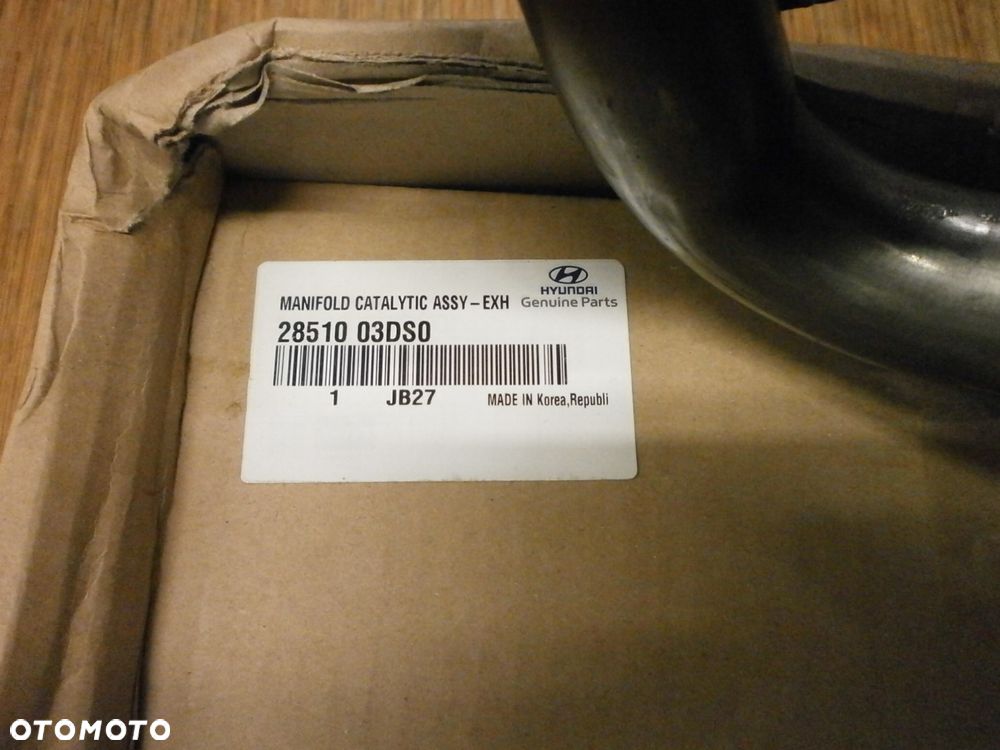 HYUNDAI
MANIFOLD CATALYTIC ASSY-EXH Genuine Parts
28510 03DS0
1 JB27 MADE IN Korea,Republi
OTOMOTO